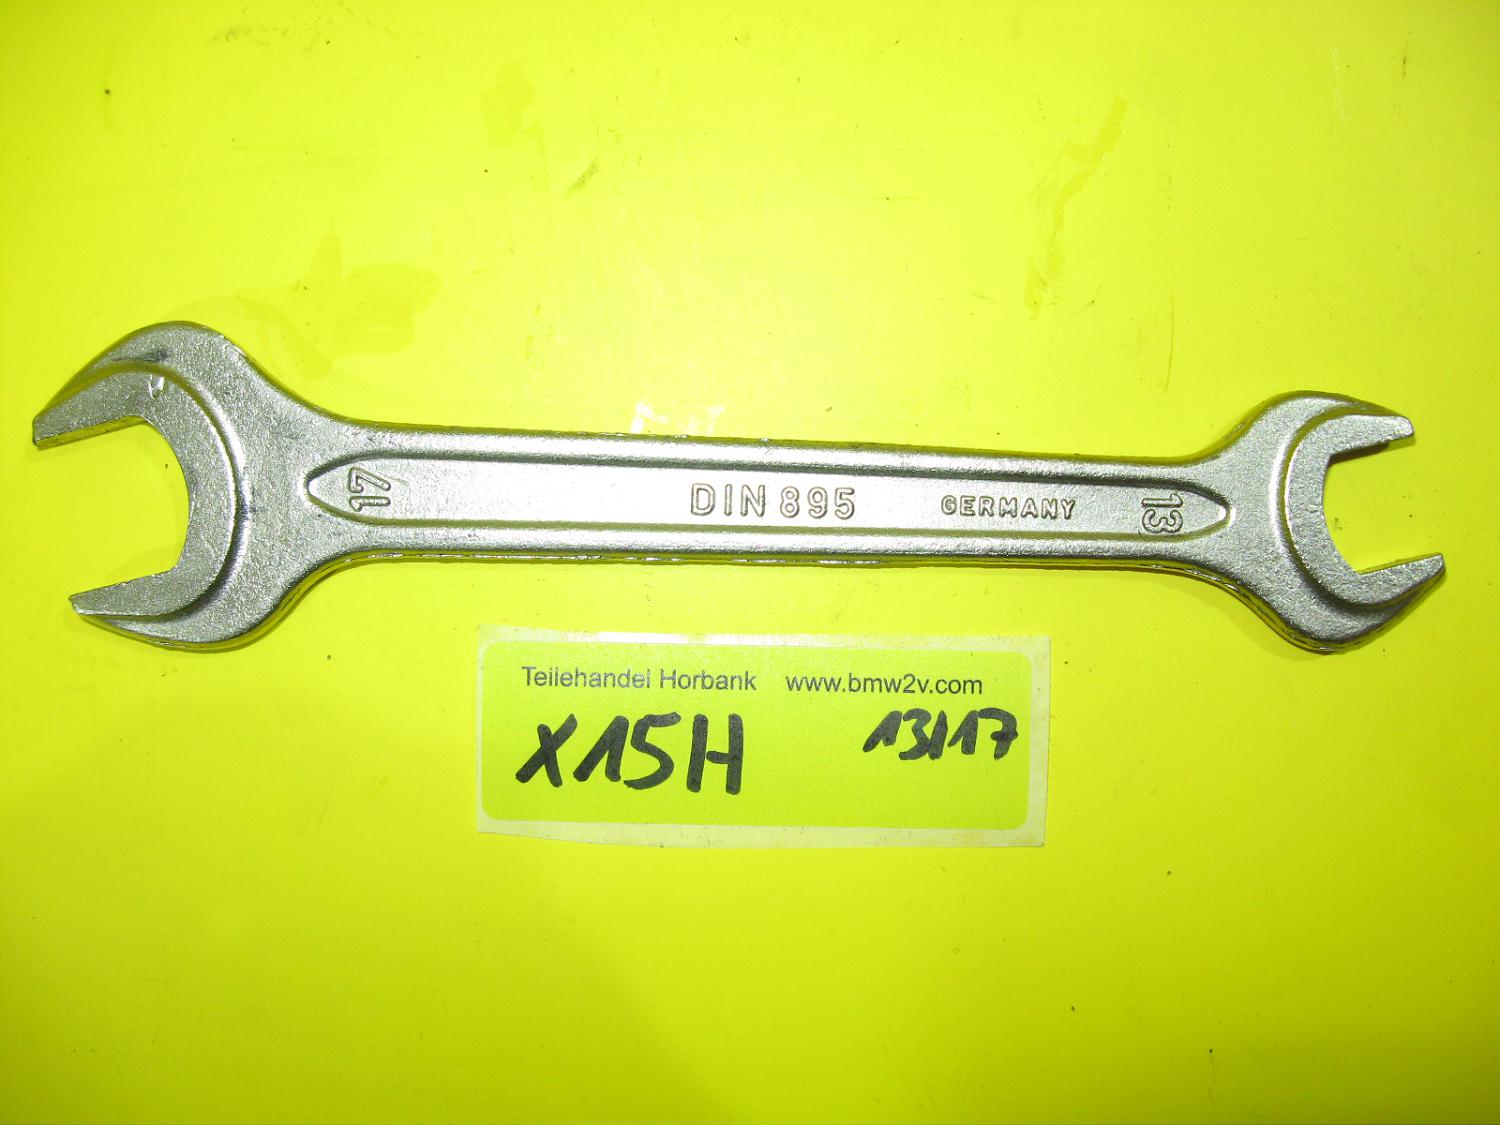 17 DIN 895 GERMANY 13
Teilehandel Horbank www.bmw2v.com
X15H 13/17